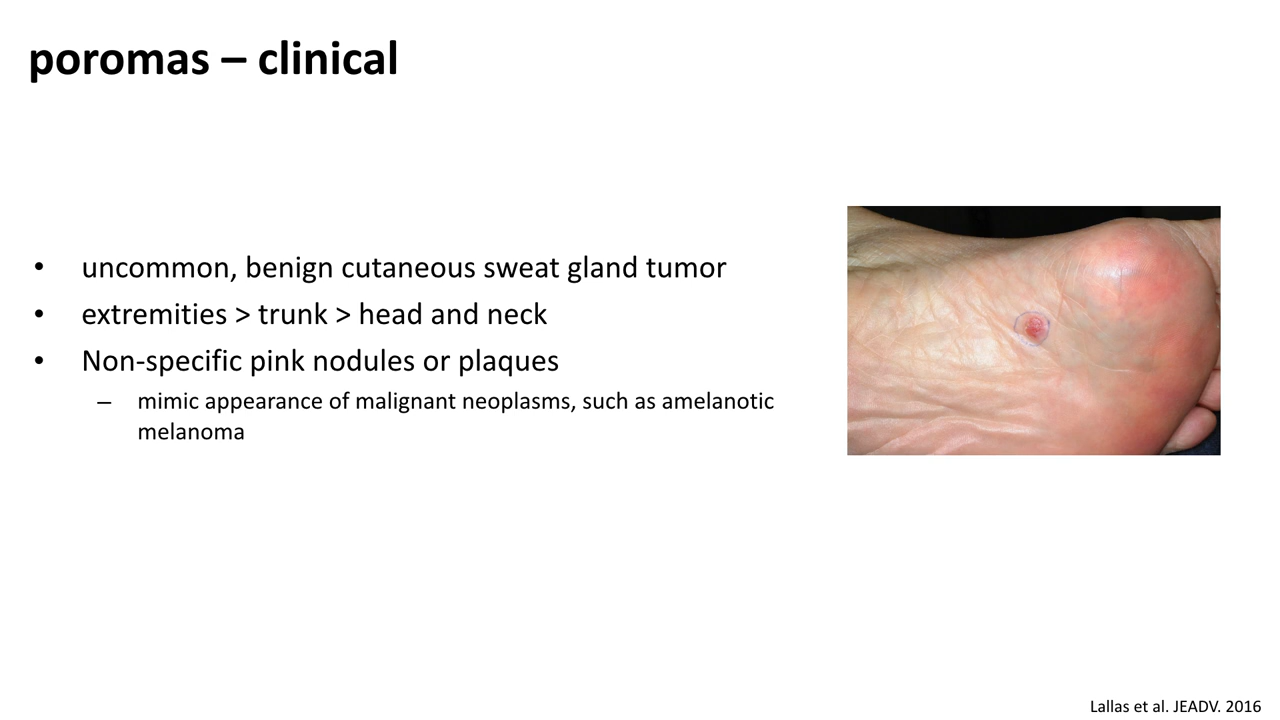 poromas – clinical
• uncommon, benign cutaneous sweat gland tumor
• extremities > trunk > head and neck
• Non-specific pink nodules or plaques
– mimic appearance of malignant neoplasms, such as amelanotic
melanoma
Lallas et al. JEADV. 2016